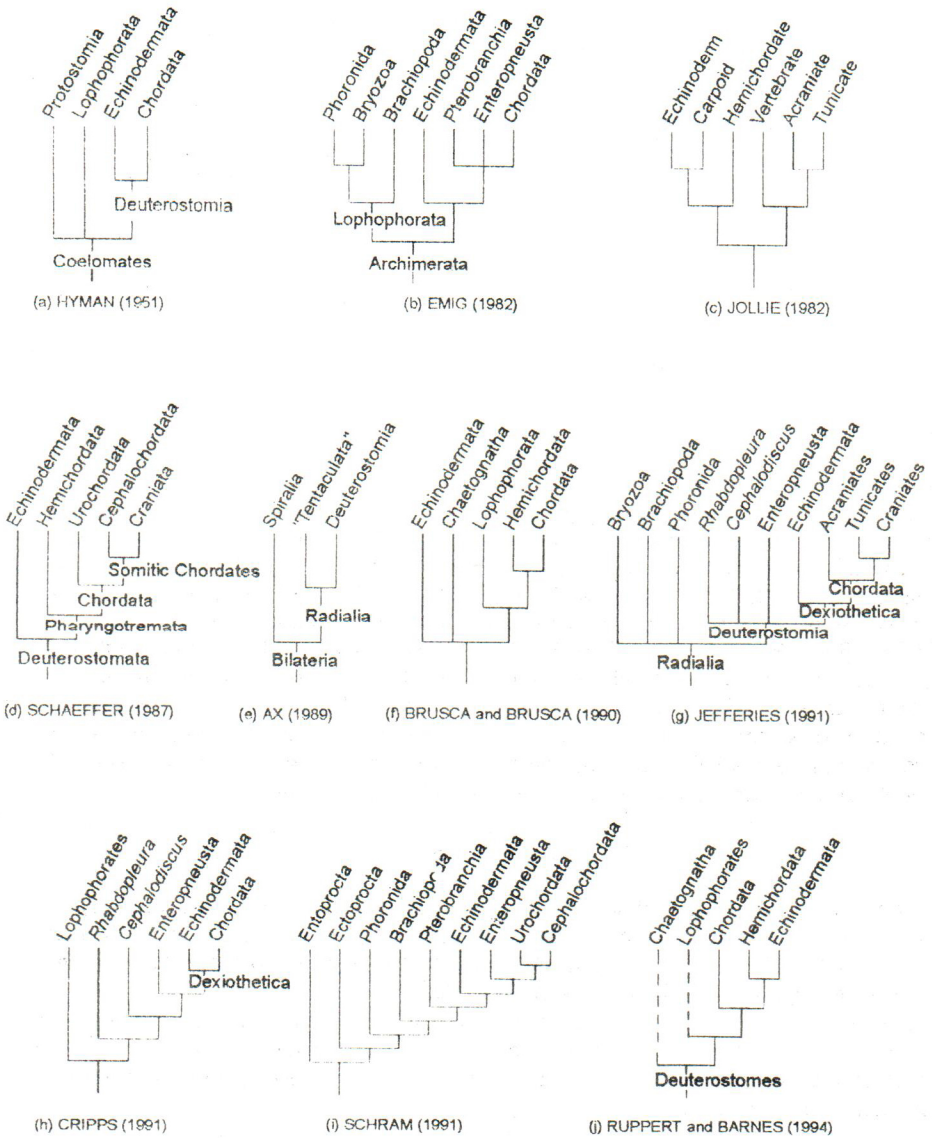 Protostomia
Lophophorata
Echinodermata
Chordata
Deuterostomia
Coelomates
(a) HYMAN (1951)
Phoronida
Bryozoa
Brachiopoda
Echinodermata
Pterobranchia
Enteropneusta
Chordata
Lophophorata
Archimerata
(b) EMIG (1982)
Echinoderm
Carpoid
Hemichordate
Vertebrate
Acraniate
Tunicate
(c) JOLLIE (1982)
Echinodermata
Hemichordata
Urochordata
Cephalochordata
Craniata
Somitic Chordates
Chordata
Pharyngotremata
Deuterostomata
(d) SCHAEFFER (1987)
Spiralia
"Tentaculata"
Deuterostomia
Radialia
Bilateria
(e) AX (1989)
Echinodermata
Chaetognatha
Lophophorata
Hemichordata
Chordata
(f) BRUSCA and BRUSCA (1990)
Bryozoa
Brachiopoda
Phoronida
Rhabdopleura
Cephalodiscus
Enteropneusta
Echinodermata
Acraniates
Tunicates
Craniates
Chordata
Dexiothetica
Deuterostomia
Radialia
(g) JEFFERIES (1991)
Lophophorates
Rhabdopleura
Cephalodiscus
Enteropneusta
Echinodermata
Chordata
Dexiothetica
(h) CRIPPS (1991)
Entoprocta
Ectoprocta
Phoronida
Brachiopoda
Pterobranchia
Echinodermata
Enteropneusta
Urochordata
Cephalochordata
(i) SCHRAM (1991)
Chaetognatha
Lophophorates
Chordata
Hemichordata
Echinodermata
Deuterostomes
(j) RUPPERT and BARNES (1994)